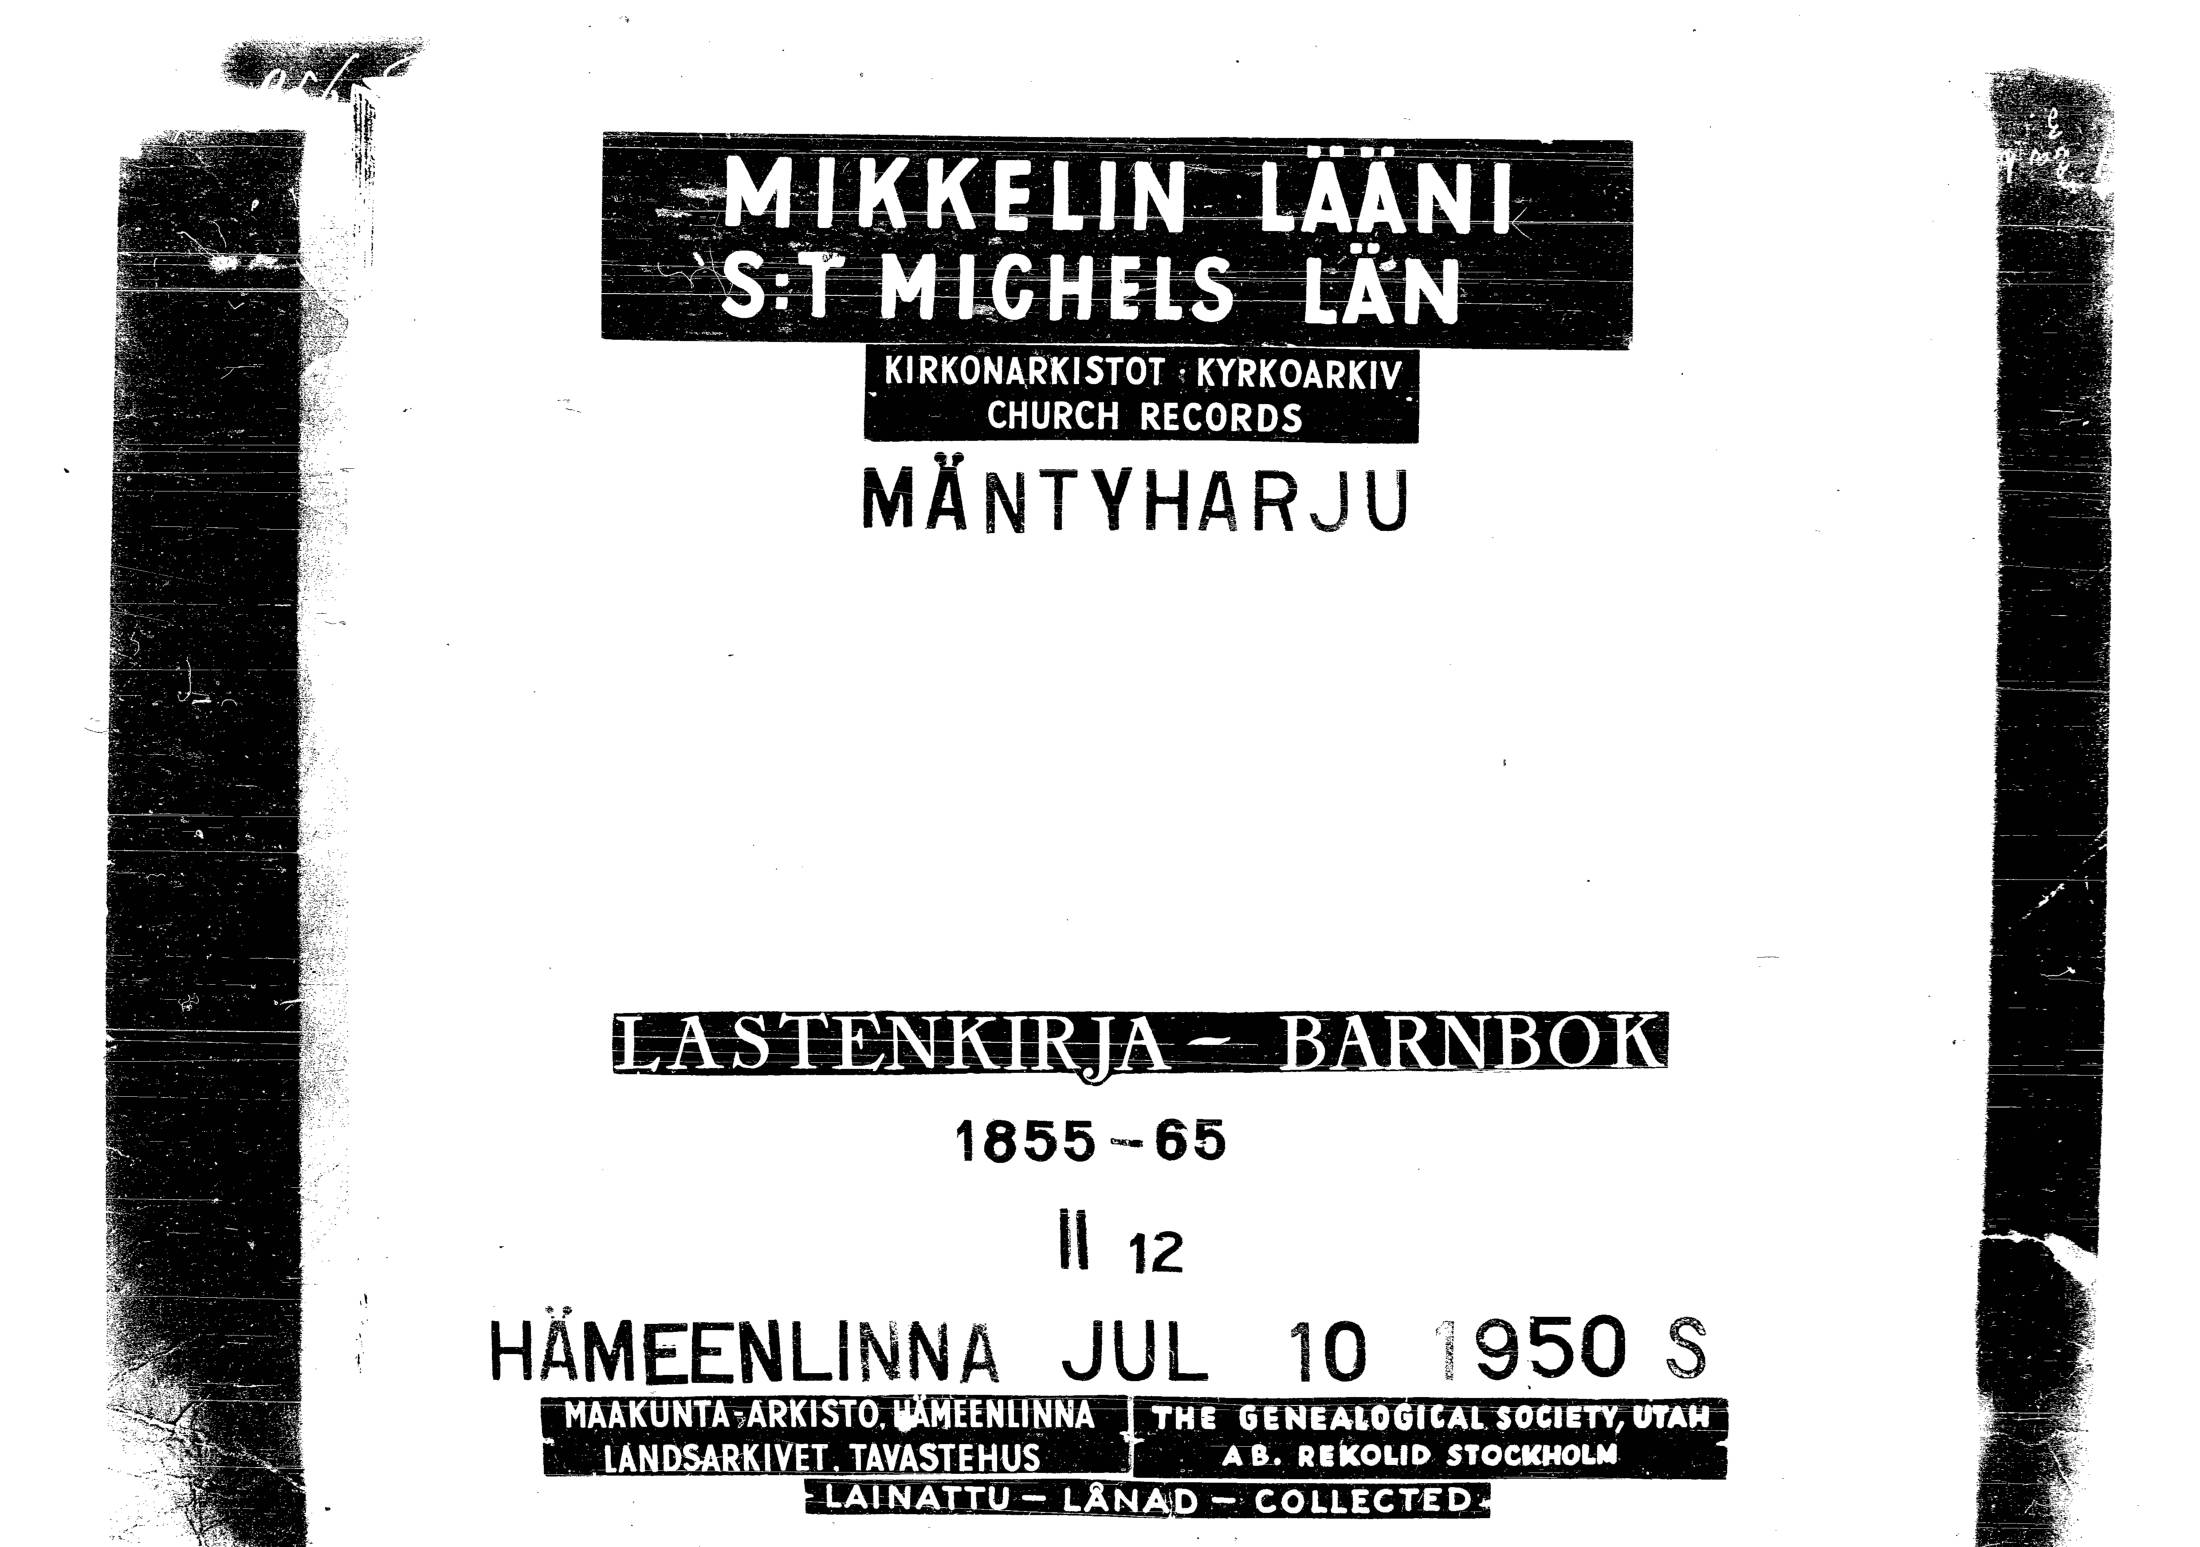 MIKKELIN LÄÄNI
S:T MICHELS LÄN
KIRKONARKISTOT : KYRKOARKIV
CHURCH RECORDS
MÄNTYHARJU
LASTENKIRJA - BARNBOK
1855-65
II 12
HÄMEENLINNA JUL 10 1950 S
MAAKUNTA-ARKISTO, HÄMEENLINNA
LANDSARKIVET, TAVASTEHUS
THE GENEALOGICAL SOCIETY, UTAH
A B. REKOLID STOCKHOLM
LAINATTU - LÅNAD - COLLECTED